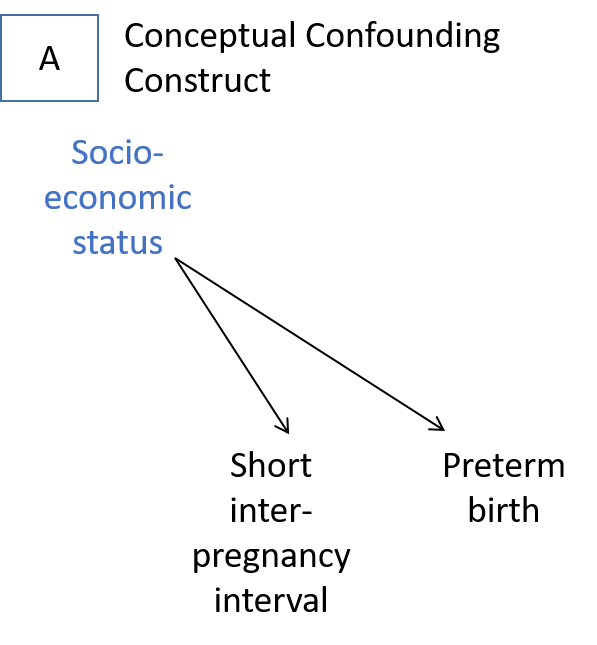 A
Conceptual Confounding
Construct
Socio-
economic
status
Short
inter-
pregnancy
interval
Preterm
birth